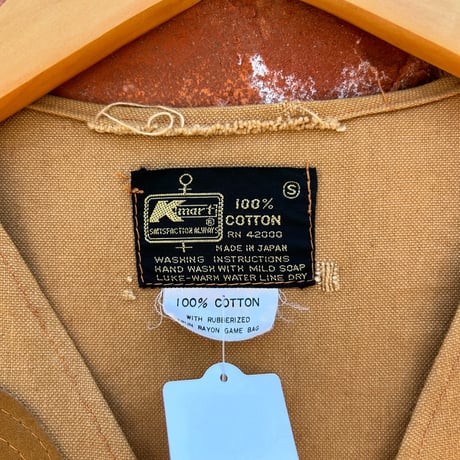 Kmart®
SATISFACTION ALWAYS
S
100%
COTTON
RN 42000
MADE IN JAPAN
WASHING INSTRUCTIONS
HAND WASH WITH MILD SOAP
LUKE-WARM WATER LINE DRY
100% COTTON
WITH RUBBERIZED
RAYON GAME BAG